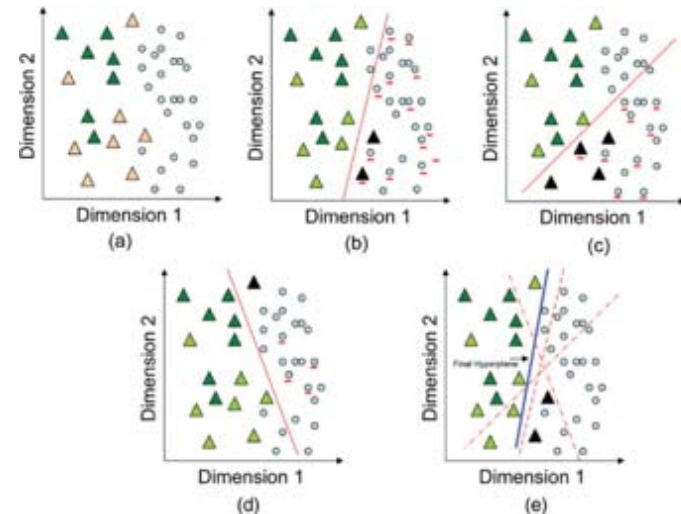 Dimension 2
Dimension 1
(a)
Dimension 2
Dimension 1
(b)
Dimension 2
Dimension 1
(c)
Dimension 2
Dimension 1
(d)
Dimension 2
Final Hyperplane
Dimension 1
(e)